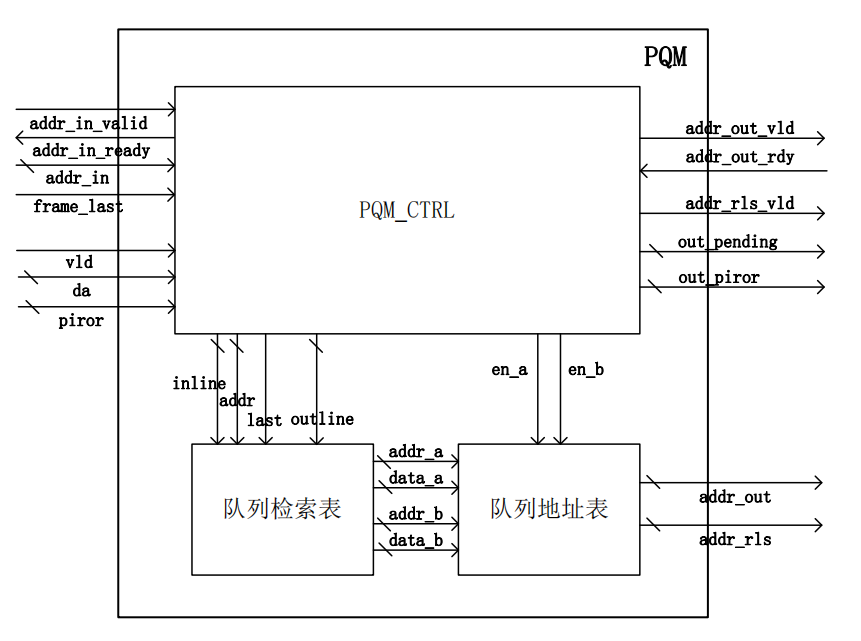 PQM
addr_in_valid
addr_in_ready
addr_in
frame_last
vld
da
piror
PQM_CTRL
addr_out_vld
addr_out_rdy
addr_rls_vld
out_pending
out_piror
inline
addr
last
outline
en_a
en_b
队列检索表
addr_a
data_a
addr_b
data_b
队列地址表
addr_out
addr_rls